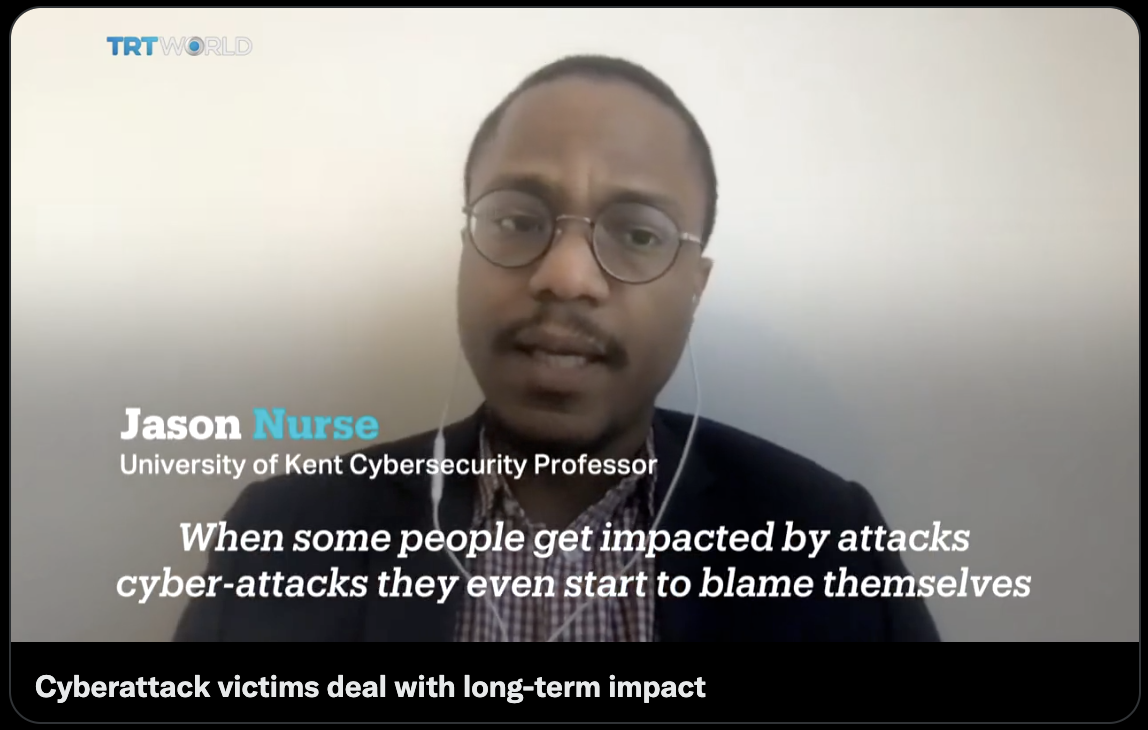 TRT WORLD
Jason Nurse
University of Kent Cybersecurity Professor
When some people get impacted by attacks
cyber-attacks they even start to blame themselves
Cyberattack victims deal with long-term impact